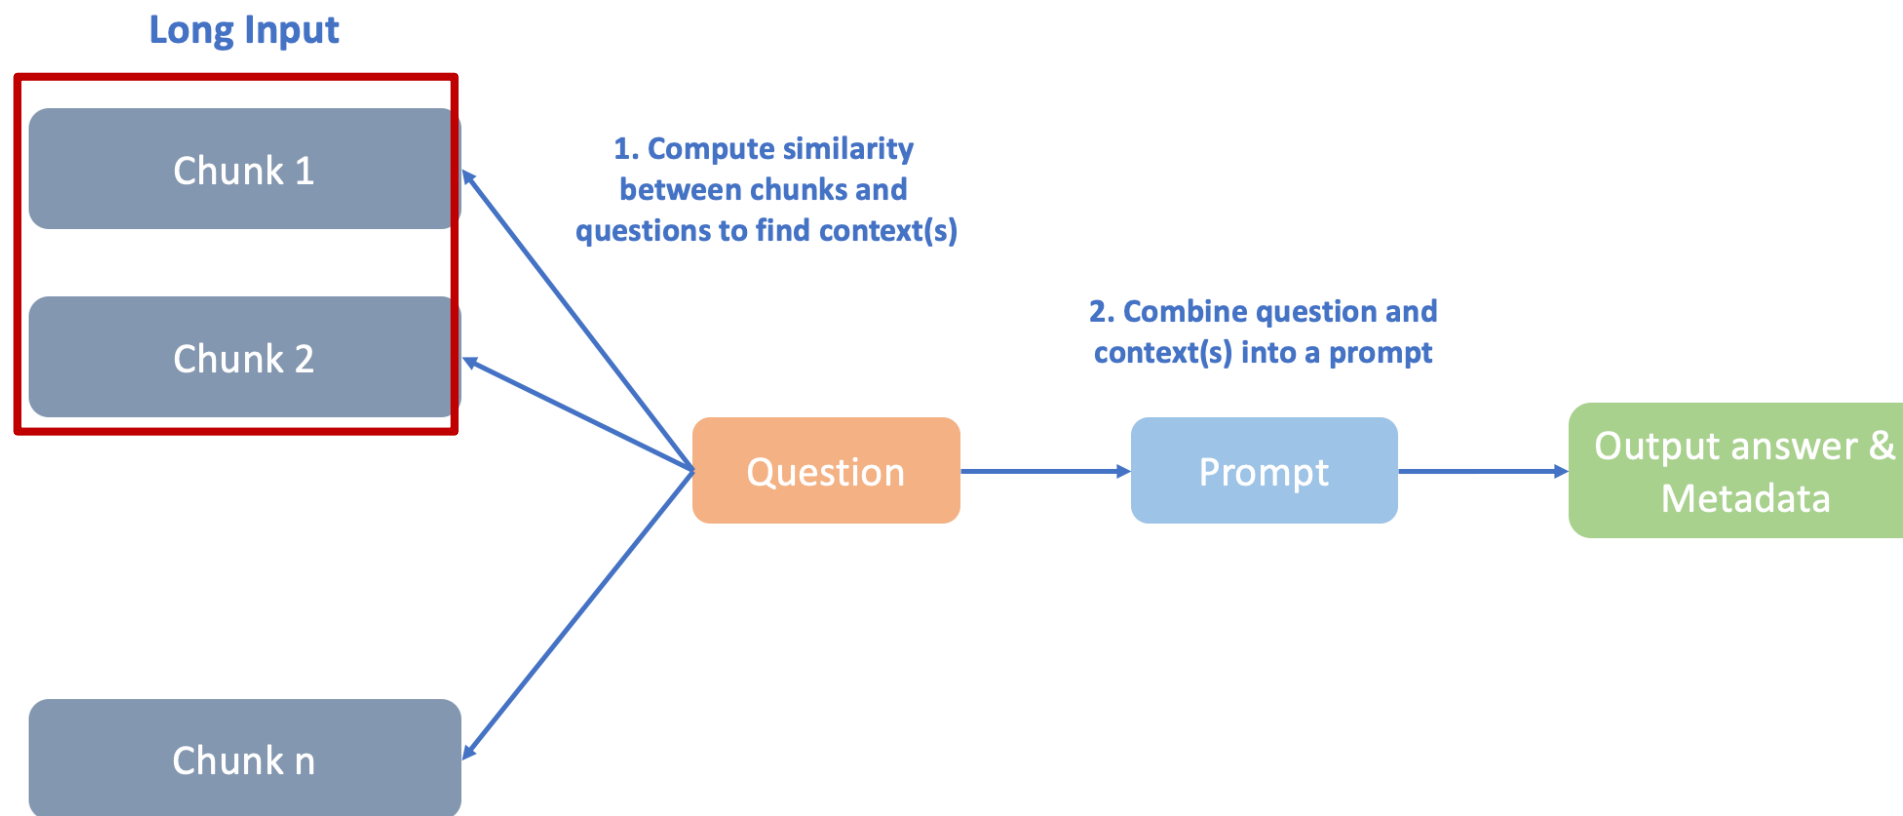 Long Input
Chunk 1
1. Compute similarity
between chunks and
questions to find context(s)
Chunk 2
2. Combine question and
context(s) into a prompt
Question
Prompt
Output answer &
Metadata
Chunk n